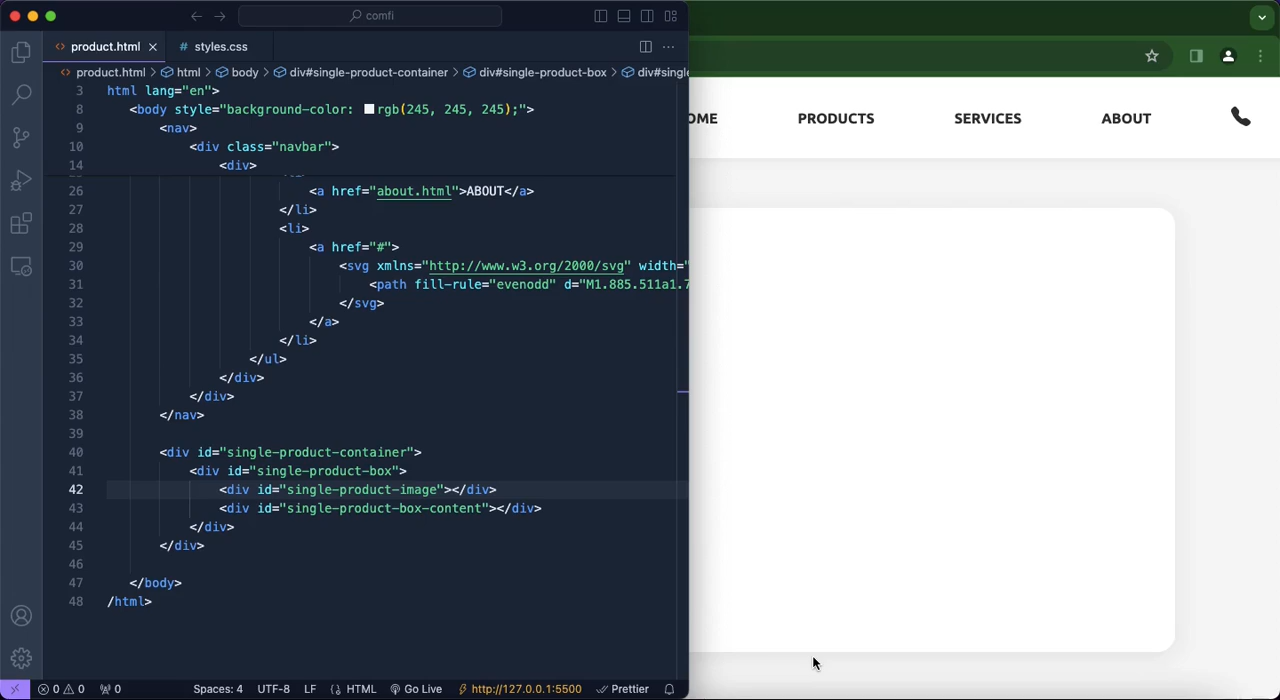 comfi
product.html
# styles.css
product.html > html > body > div#single-product-container > div#single-product-box > div#single
3 html lang="en">
8 <body style="background-color: rgb(245, 245, 245);">
9 <nav>
10 <div class="navbar">
14 <div>
26 <a href="about.html">ABOUT</a>
27 </li>
28 <li>
29 <a href="#">
30 <svg xmlns="http://www.w3.org/2000/svg" width="
31 <path fill-rule="evenodd" d="M1.885.511a1.7
32 </svg>
33 </a>
34 </li>
35 </ul>
36 </div>
37 </div>
38 </nav>
39
40 <div id="single-product-container">
41 <div id="single-product-box">
42 <div id="single-product-image"></div>
43 <div id="single-product-box-content"></div>
44 </div>
45 </div>
46
47 </body>
48 /html>
0 0 0 Spaces: 4 UTF-8 LF HTML Go Live http://127.0.0.1:5500 Prettier
OME PRODUCTS SERVICES ABOUT